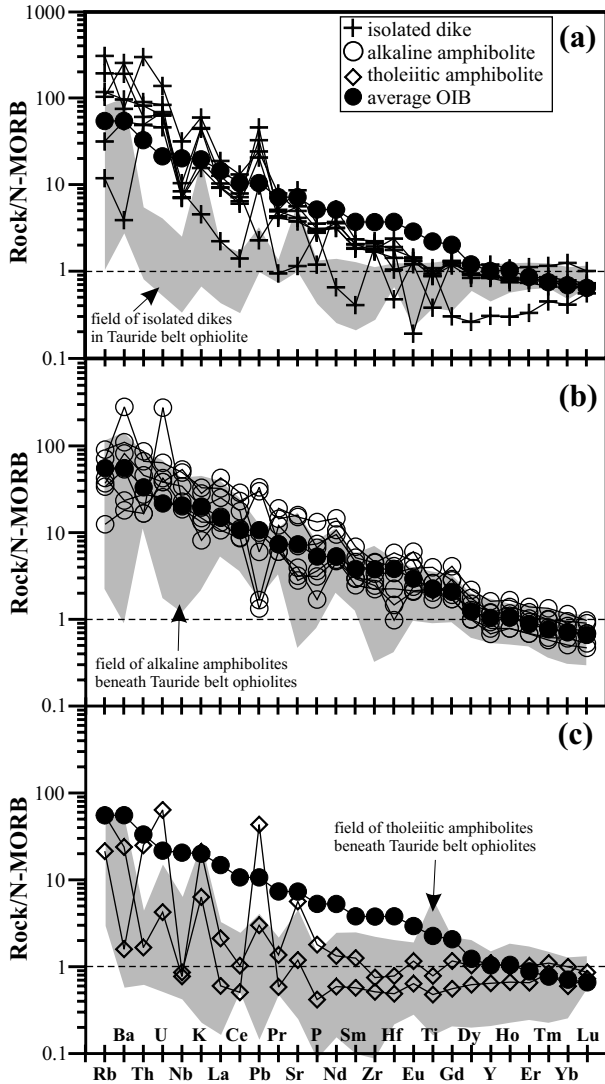 1000
100
10
1
0.1
Rock/N-MORB
(a)
isolated dike
alkaline amphibolite
tholeiitic amphibolite
average OIB
field of isolated dikes
in Tauride belt ophiolite
100
10
1
0.1
Rock/N-MORB
(b)
field of alkaline amphibolites
beneath Tauride belt ophiolites
100
10
1
0.1
Rock/N-MORB
(c)
field of tholeiitic amphibolites
beneath Tauride belt ophiolites
Ba U K Ce Pr P Sm Hf Ti Dy Ho Tm Lu
Rb Th Nb La Pb Sr Nd Zr Eu Gd Y Er Yb